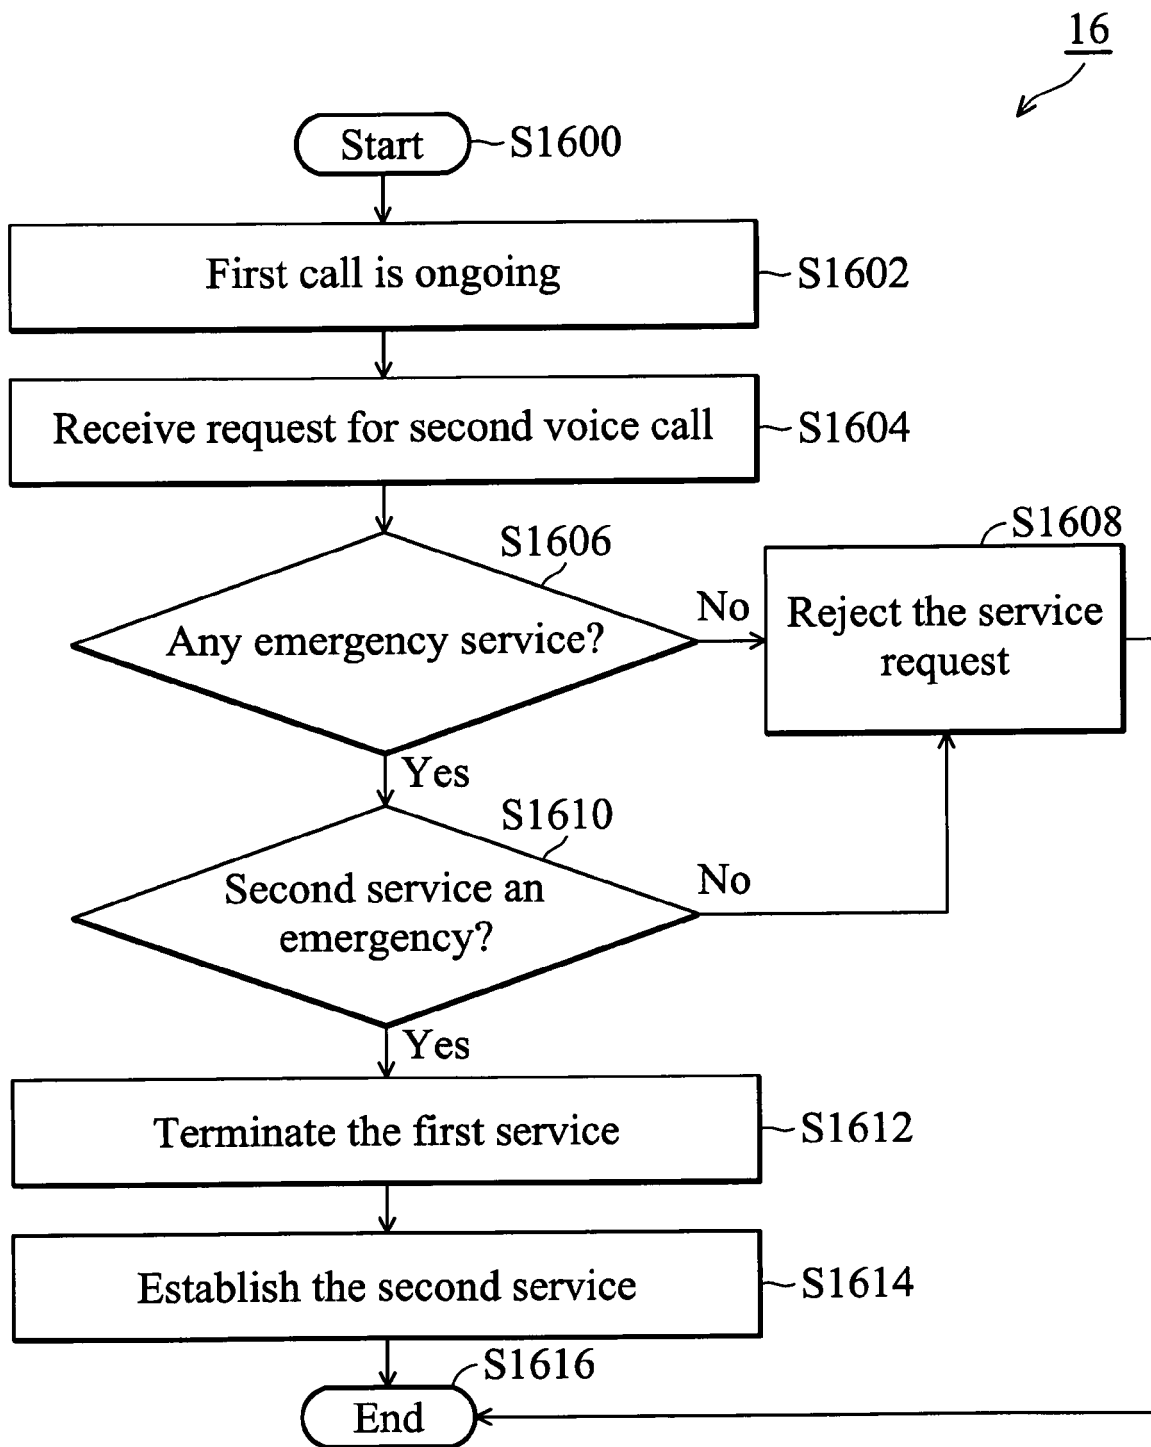 16
Start
S1600
First call is ongoing
S1602
Receive request for second voice call
S1604
S1606
Any emergency service?
No
S1608
Reject the service
request
Yes
S1610
Second service an
emergency?
No
Yes
Terminate the first service
S1612
Establish the second service
S1614
S1616
End